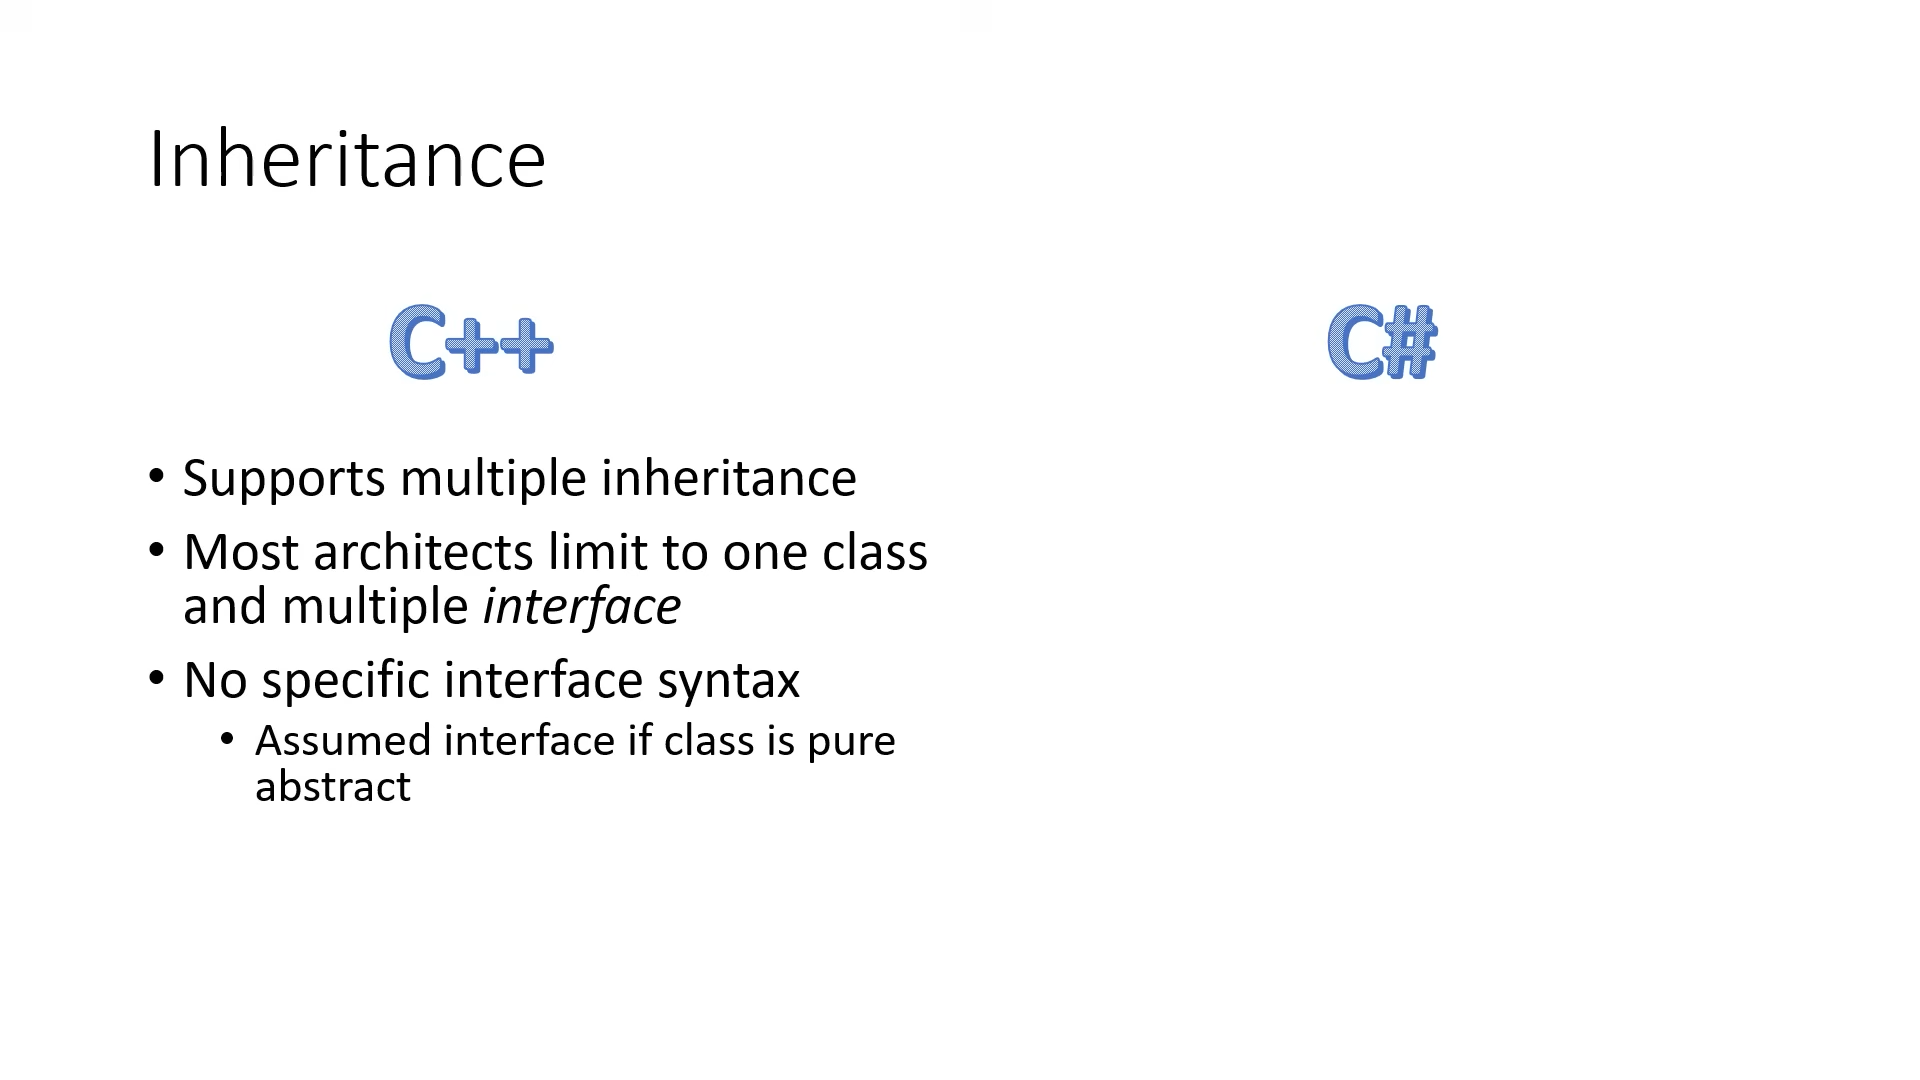 Inheritance
C++
C#
• Supports multiple inheritance
• Most architects limit to one class
and multiple interface
• No specific interface syntax
• Assumed interface if class is pure
abstract